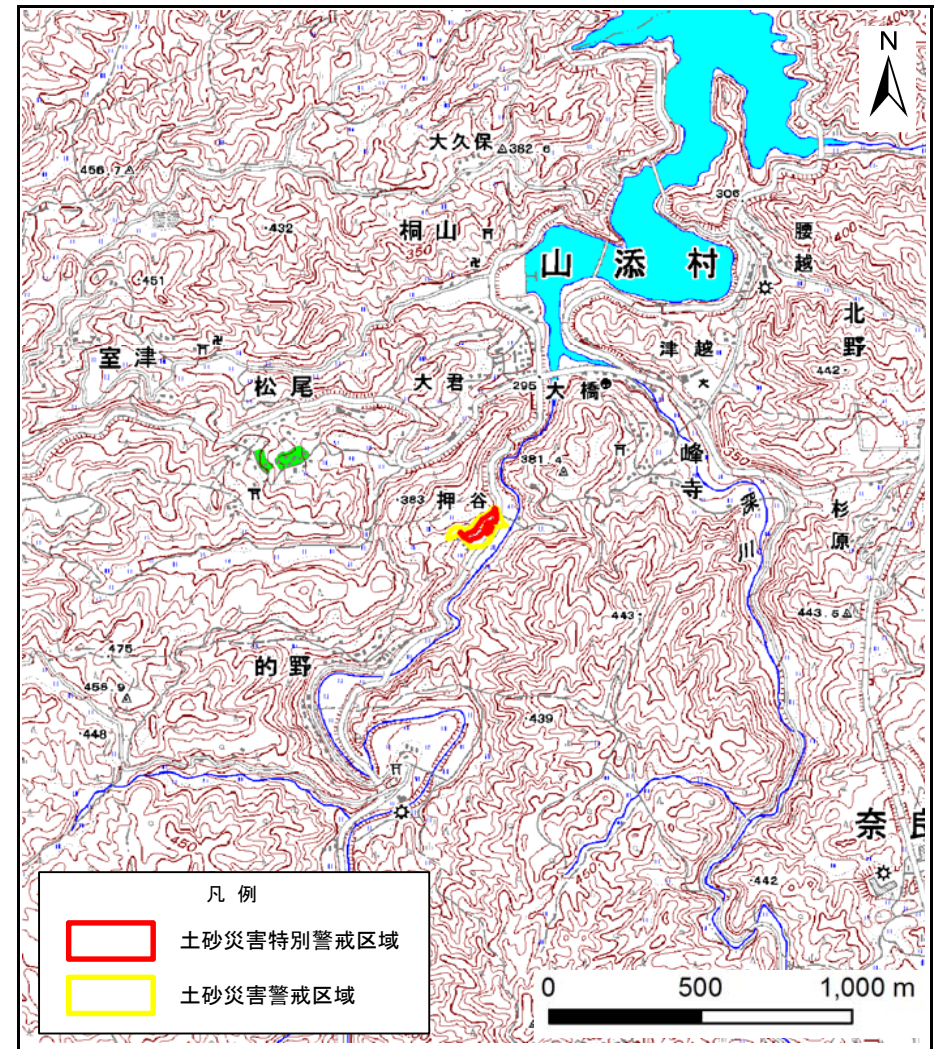 N
大久保
382.6
456.7
306
432
桐山
350
腰越
400
山添村
451
北野
室津
津越
松尾
大君
442
295
大橋
381.4
峰寺
383
押谷
深川
杉原
443
443.5
475
的野
456.9
439
448
奈良
450
442
凡 例
土砂災害特別警戒区域
土砂災害警戒区域
0 500 1,000 m